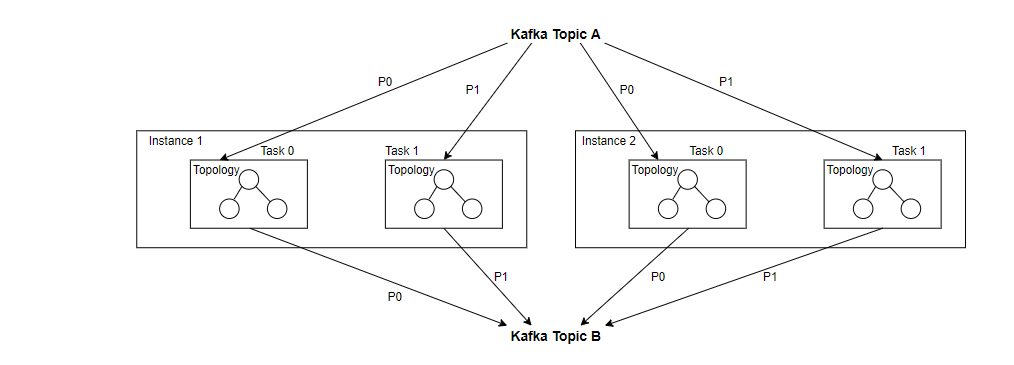 Kafka Topic A
P0
P1
P0
P1
Instance 1
Task 0
Task 1
Instance 2
Task 0
Task 1
Topology
Topology
Topology
Topology
P0
P1
P0
P1
Kafka Topic B